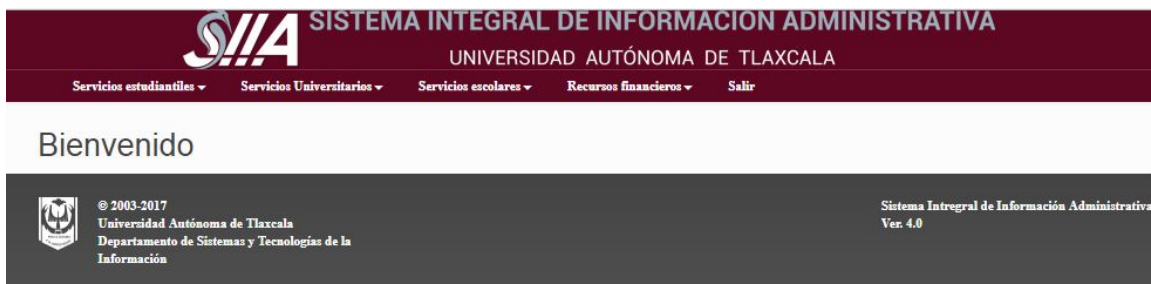 SIIA SISTEMA INTEGRAL DE INFORMACIÓN ADMINISTRATIVA
UNIVERSIDAD AUTÓNOMA DE TLAXCALA
Servicios estudiantiles Servicios Universitarios Servicios escolares Recursos financieros Salir
Bienvenido
© 2003-2017
Universidad Autónoma de Tlaxcala
Departamento de Sistemas y Tecnologías de la
Información
Sistema Intregral de Información Administrativa
Ver. 4.0